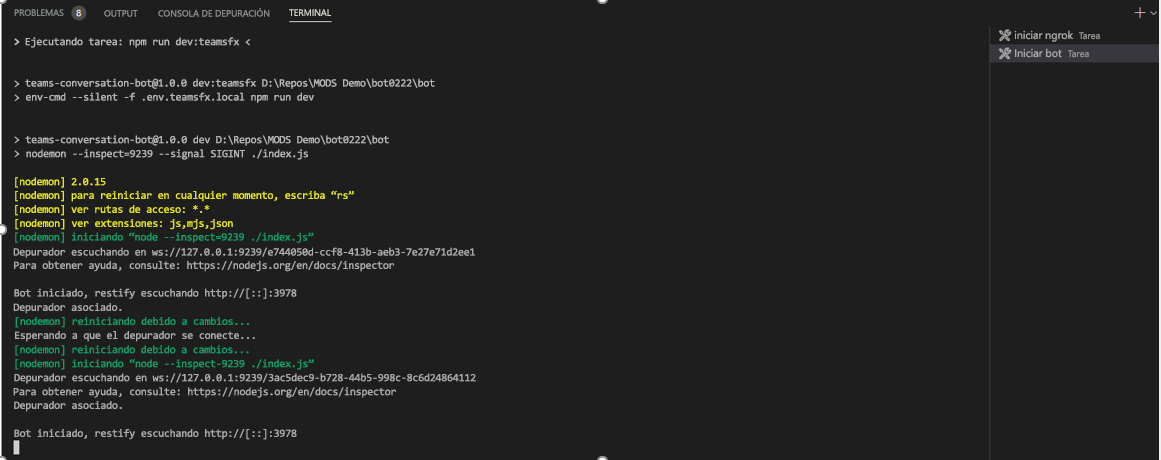 PROBLEMAS 8 OUTPUT CONSOLA DE DEPURACIÓN TERMINAL
> Ejecutando tarea: npm run dev:teamsfx <
iniciar ngrok Tarea
Iniciar bot Tarea
> teams-conversation-bot@1.0.0 dev:teamsfx D:\Repos\MODS Demo\bot0222\bot
> env-cmd --silent -f .env.teamsfx.local npm run dev
> teams-conversation-bot@1.0.0 dev D:\Repos\MODS Demo\bot0222\bot
> nodemon --inspect=9239 --signal SIGINT ./index.js
[nodemon] 2.0.15
[nodemon] para reiniciar en cualquier momento, escriba “rs”
[nodemon] ver rutas de acceso: *.*
[nodemon] ver extensiones: js,mjs,json
[nodemon] iniciando “node --inspect=9239 ./index.js”
Depurador escuchando en ws://127.0.0.1:9239/e744050d-ccf8-413b-aeb3-7e27e71d2ee1
Para obtener ayuda, consulte: https://nodejs.org/en/docs/inspector
Bot iniciado, restify escuchando http://[::]:3978
Depurador asociado.
[nodemon] reiniciando debido a cambios...
Esperando a que el depurador se conecte...
[nodemon] reiniciando debido a cambios...
[nodemon] iniciando “node --inspect-9239 ./index.js”
Depurador escuchando en ws://127.0.0.1:9239/3ac5dec9-b728-44b5-998c-8c6d24864112
Para obtener ayuda, consulte: https://nodejs.org/en/docs/inspector
Depurador asociado.
Bot iniciado, restify escuchando http://[::]:3978